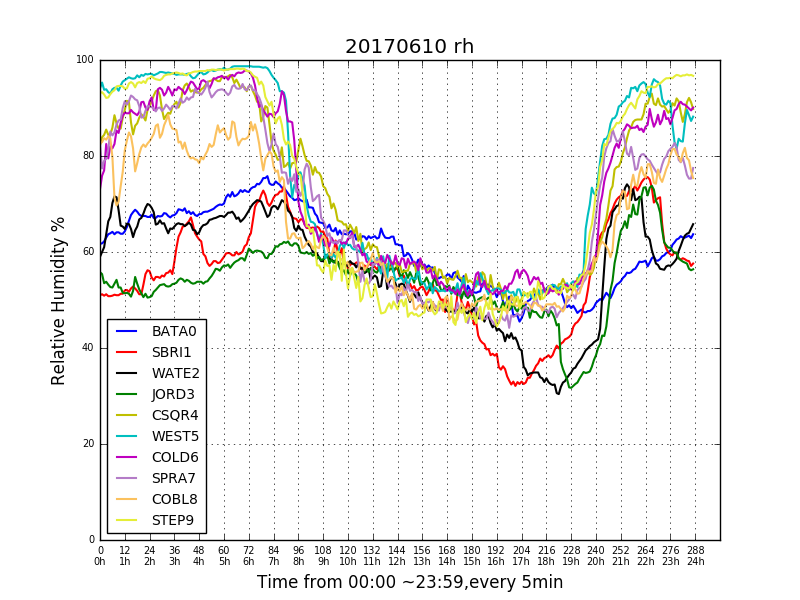 20170610 rh
Relative Humidity %
100
80
60
40
20
0
BATA0
SBRI1
WATE2
JORD3
CSQR4
WEST5
COLD6
SPRA7
COBL8
STEP9
0 12 24 36 48 60 72 84 96 108 120 132 144 156 168 180 192 204 216 228 240 252 264 276 288
0h 1h 2h 3h 4h 5h 6h 7h 8h 9h 10h 11h 12h 13h 14h 15h 16h 17h 18h 19h 20h 21h 22h 23h 24h
Time from 00:00 ~23:59,every 5min